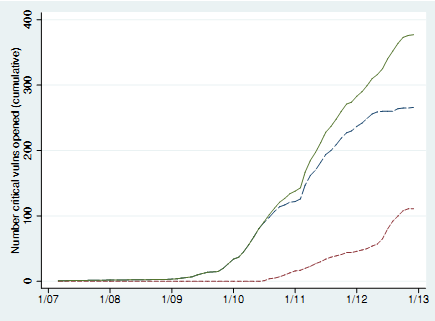 Number critical vulns opened (cumulative)
400
300
200
100
0
1/07 1/08 1/09 1/10 1/11 1/12 1/13